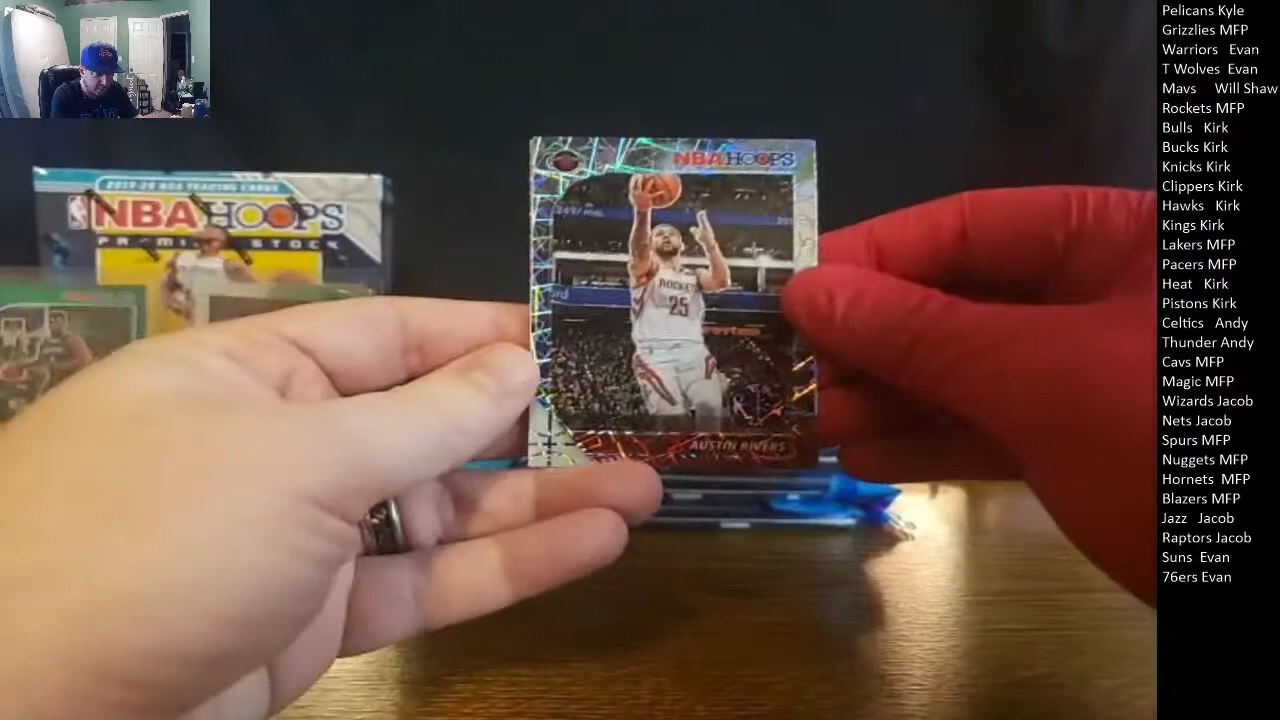 2019-20 NBA TRADING CARDS
NBA HOOPS
PREMIUM STOCK
NBA HOOPS
ROCKETS
25
AUSTIN RIVERS
Pelicans Kyle
Grizzlies MFP
Warriors Evan
T Wolves Evan
Mavs Will Shaw
Rockets MFP
Bulls Kirk
Bucks Kirk
Knicks Kirk
Clippers Kirk
Hawks Kirk
Kings Kirk
Lakers MFP
Pacers MFP
Heat Kirk
Pistons Kirk
Celtics Andy
Thunder Andy
Cavs MFP
Magic MFP
Wizards Jacob
Nets Jacob
Spurs MFP
Nuggets MFP
Hornets MFP
Blazers MFP
Jazz Jacob
Raptors Jacob
Suns Evan
76ers Evan